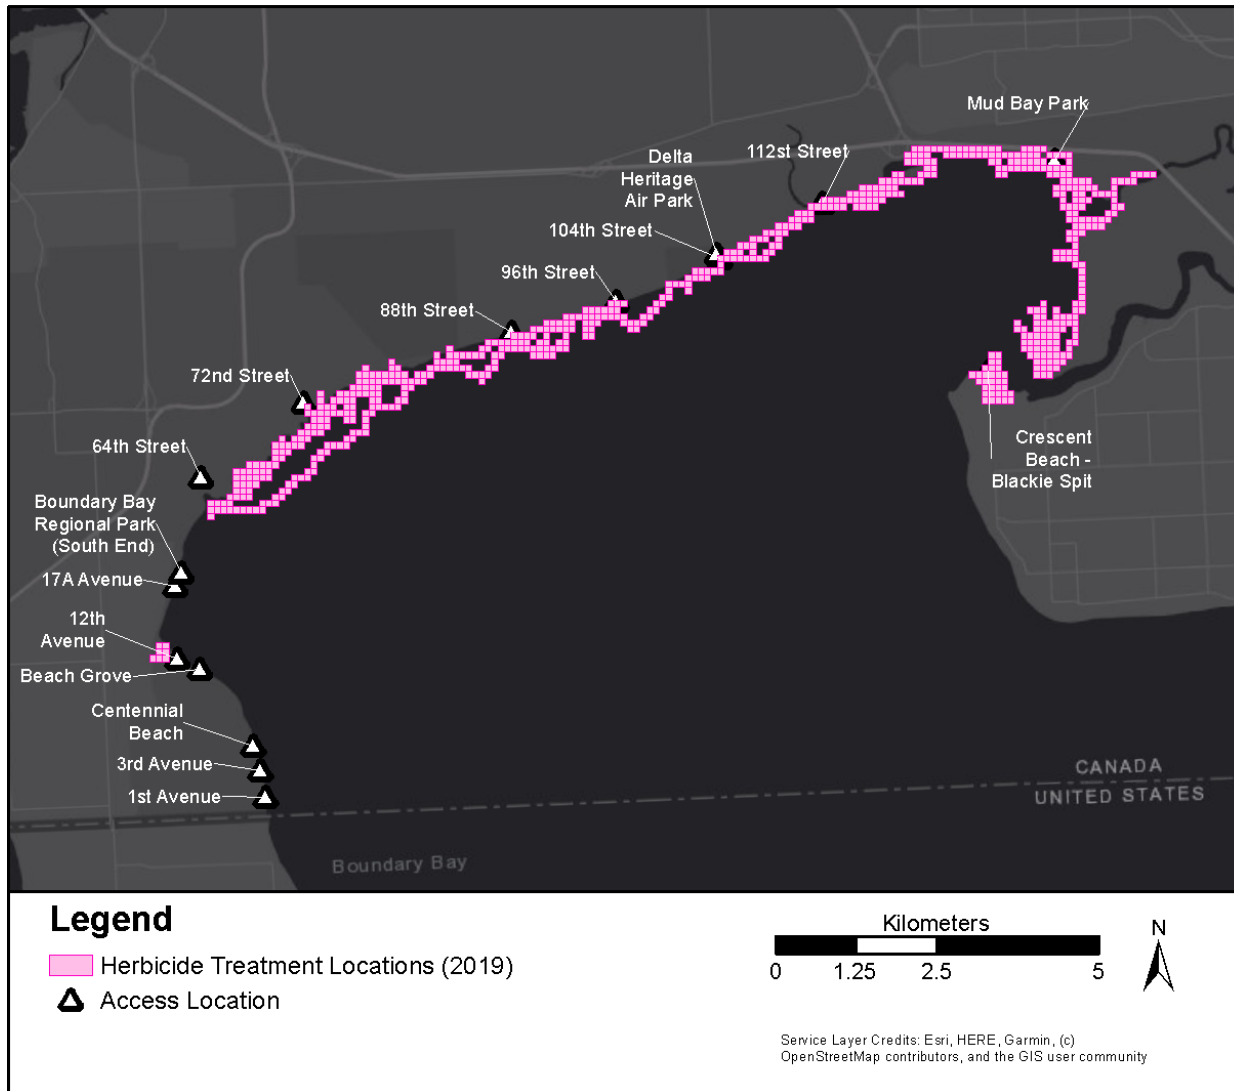 Mud Bay Park
112st Street
Delta
Heritage
Air Park
104th Street
96th Street
88th Street
72nd Street
64th Street
Boundary Bay
Regional Park
(South End)
17A Avenue
12th
Avenue
Beach Grove
Centennial
Beach
3rd Avenue
1st Avenue
Crescent
Beach -
Blackie Spit
CANADA
UNITED STATES
Boundary Bay
Legend
Herbicide Treatment Locations (2019)
Access Location
Kilometers
0 1.25 2.5 5
N
Service Layer Credits: Esri, HERE, Garmin, (c)
OpenStreetMap contributors, and the GIS user community